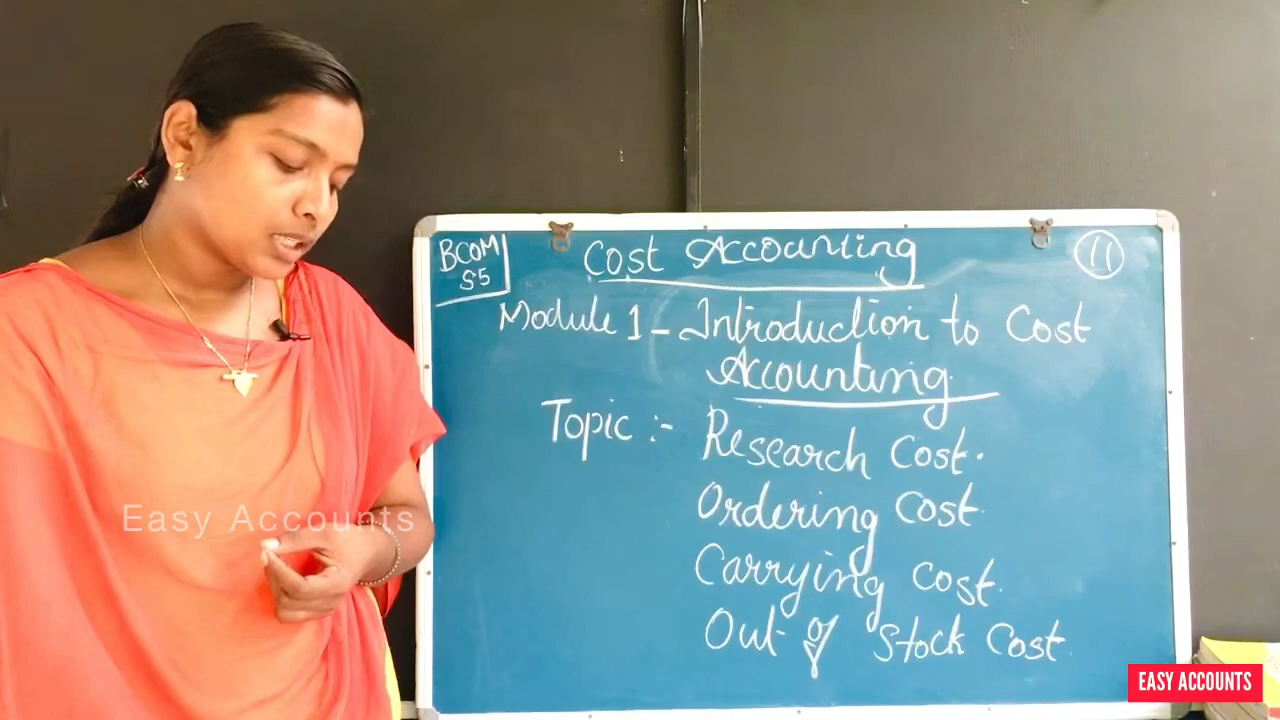 BCOM
S5
Cost Accounting
11
Module 1 - Introduction to Cost
Accounting
Topic :- Research Cost.
Ordering Cost
Carrying Cost.
Out of Stock Cost
Easy Accounts
EASY ACCOUNTS